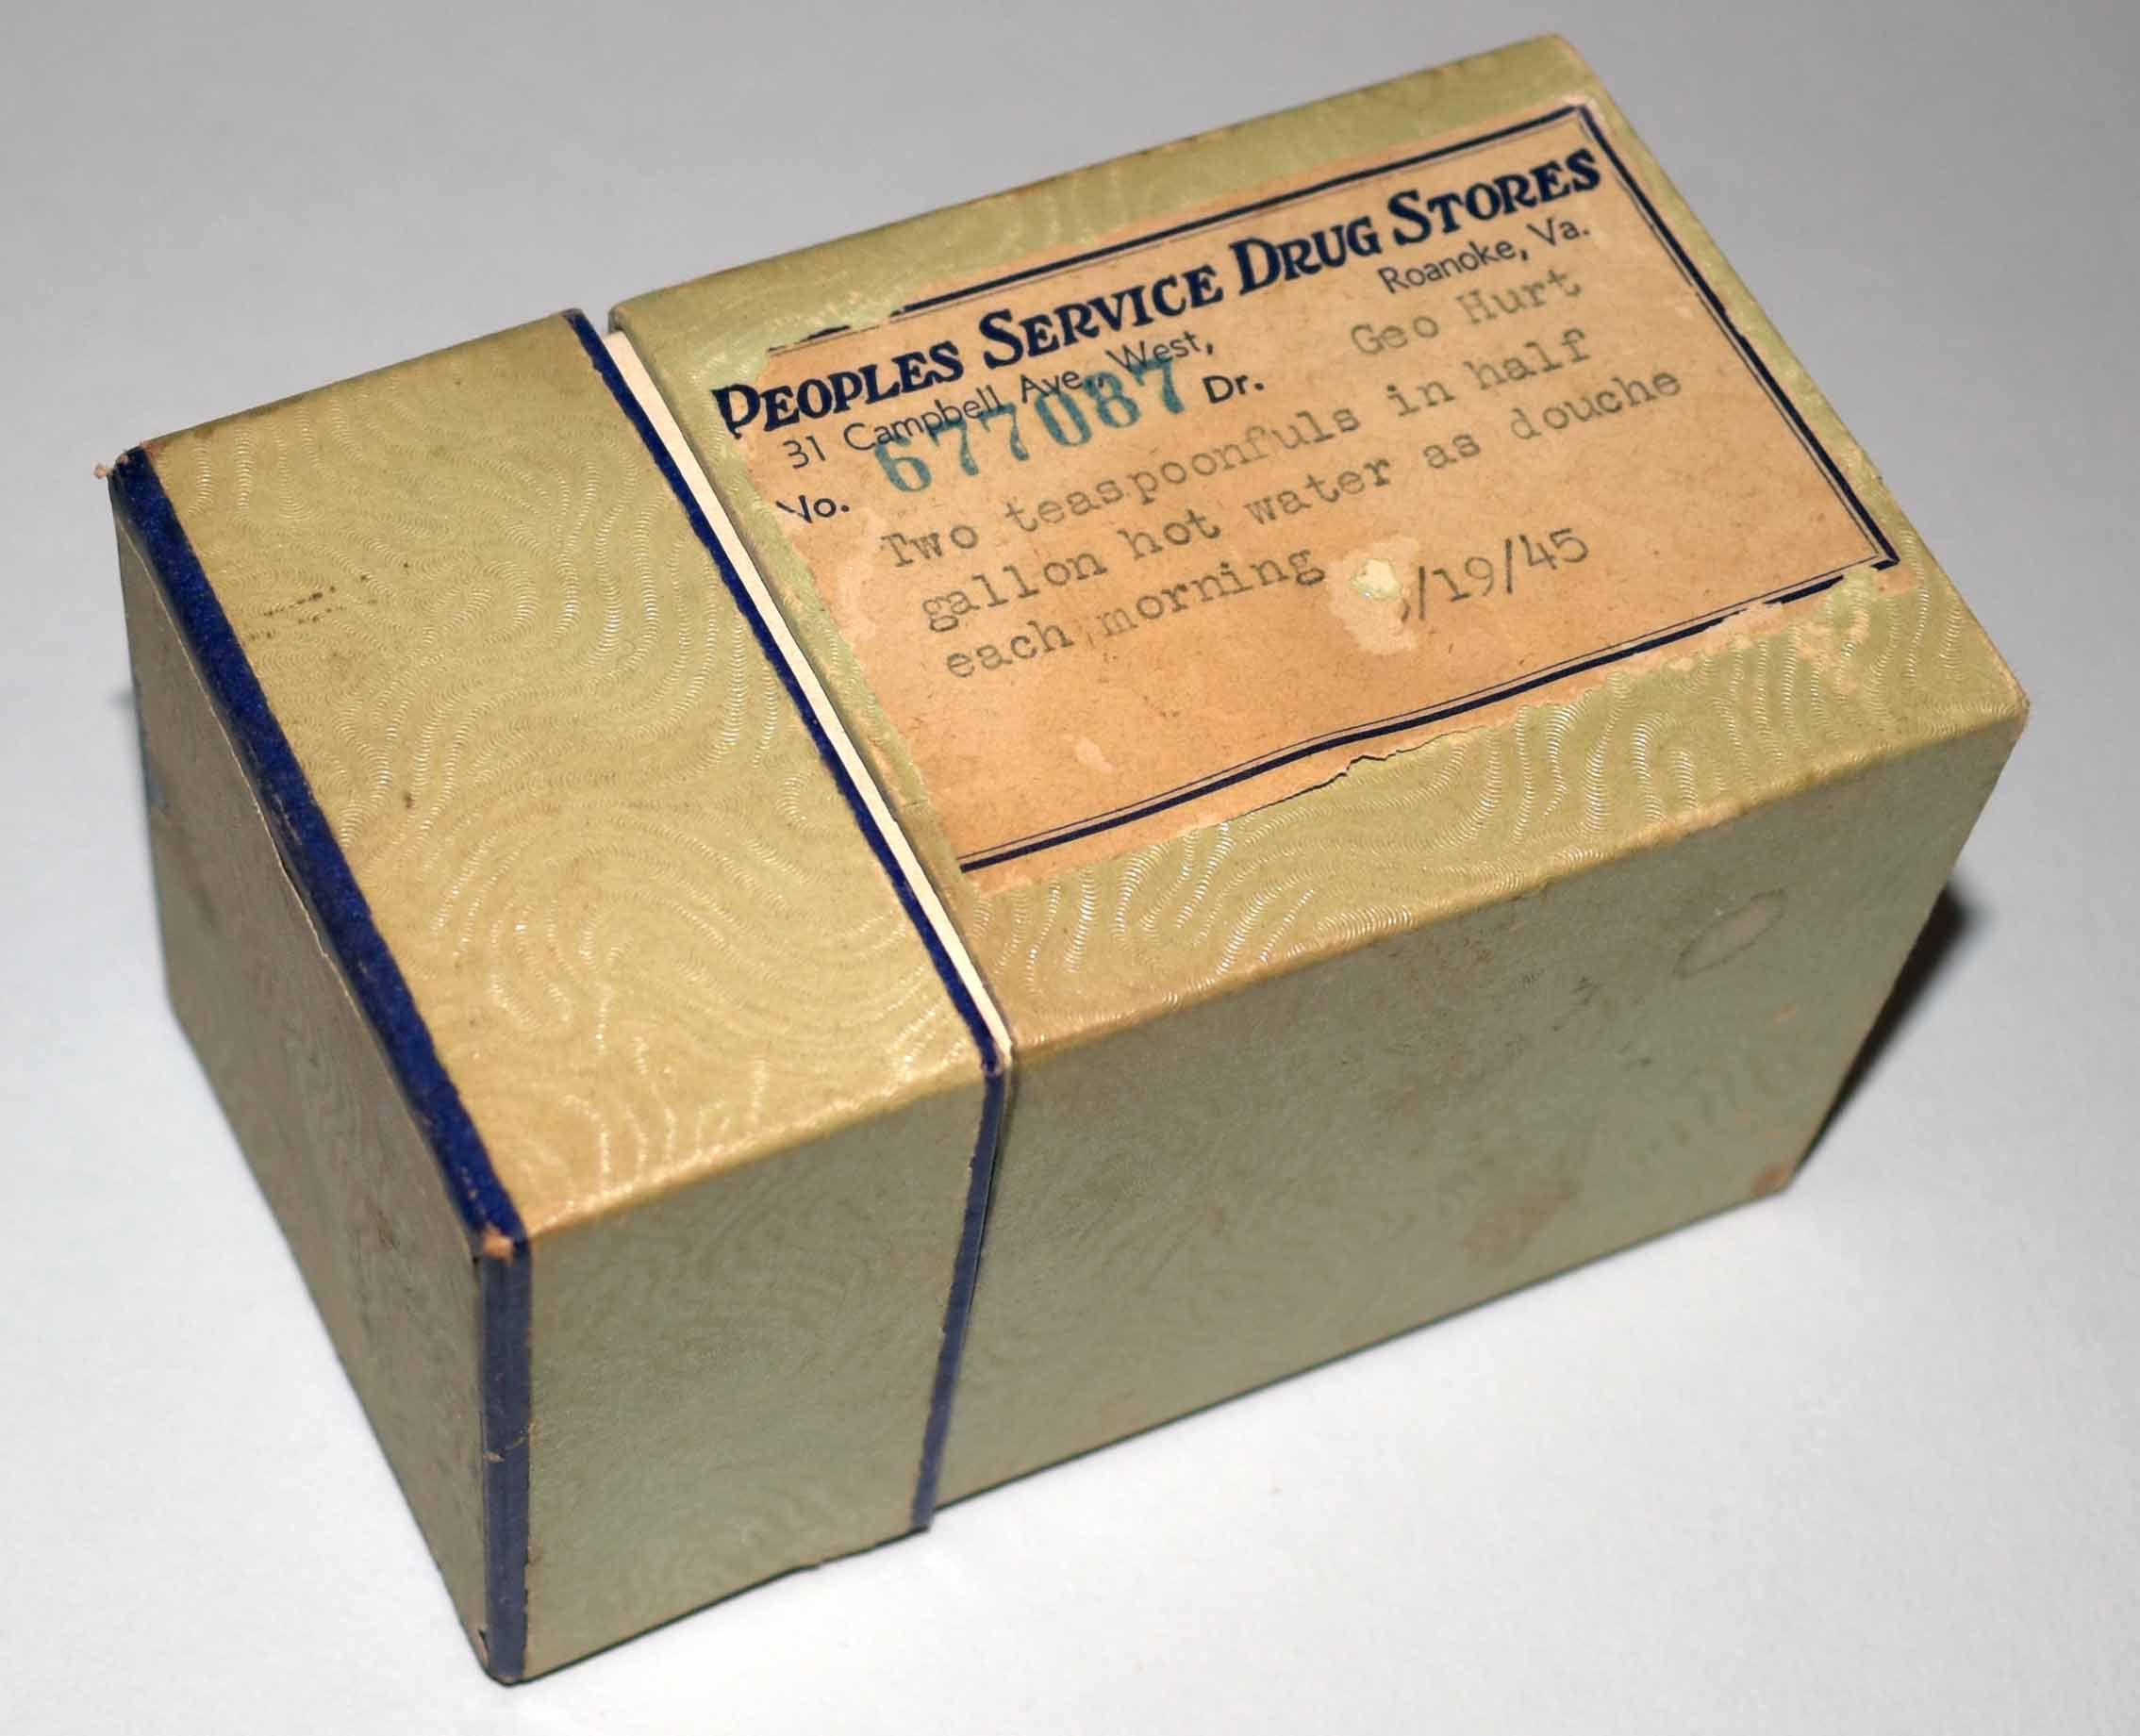 PEOPLES SERVICE DRUG STORES
31 Campbell Ave., West, Roanoke, Va.
No. 677087 Dr. Geo Hurt
Two teaspoonfuls in half
gallon hot water as douche
each morning /19/45